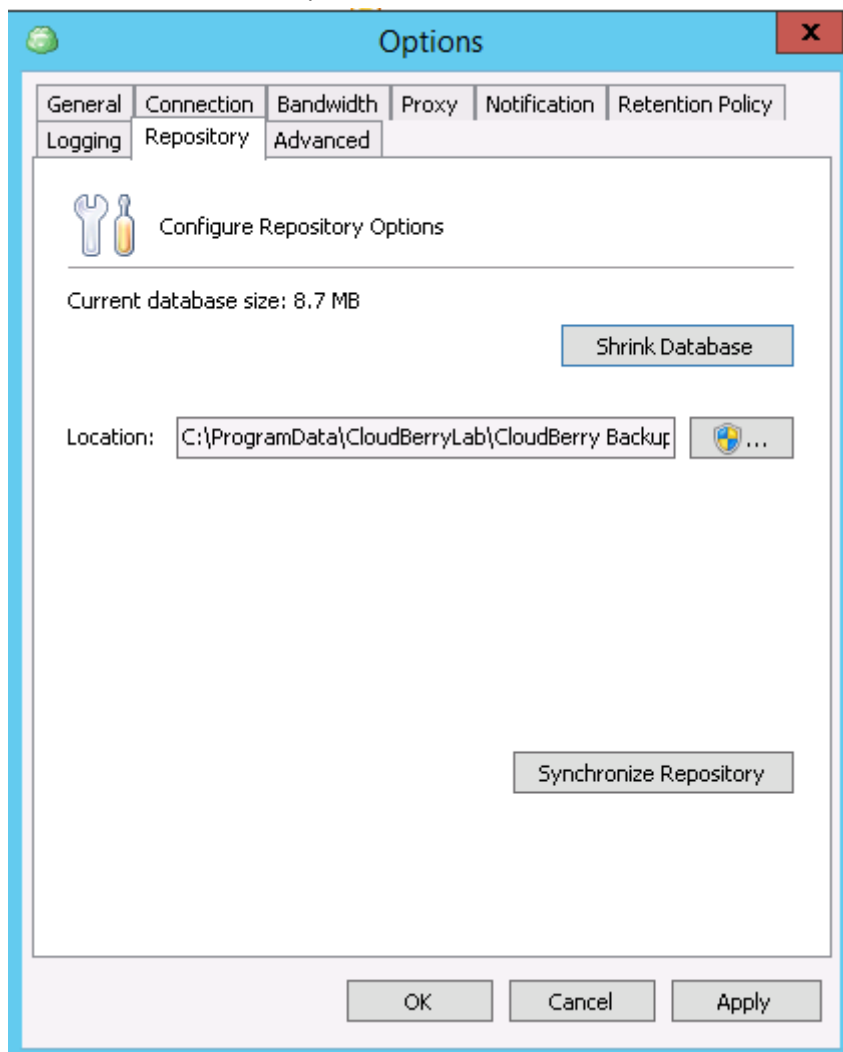 Options
x
General Connection Bandwidth Proxy Notification Retention Policy
Logging Repository Advanced
Configure Repository Options
Current database size: 8.7 MB
Shrink Database
Location: C:\ProgramData\CloudBerryLab\CloudBerry Backup ...
Synchronize Repository
OK Cancel Apply